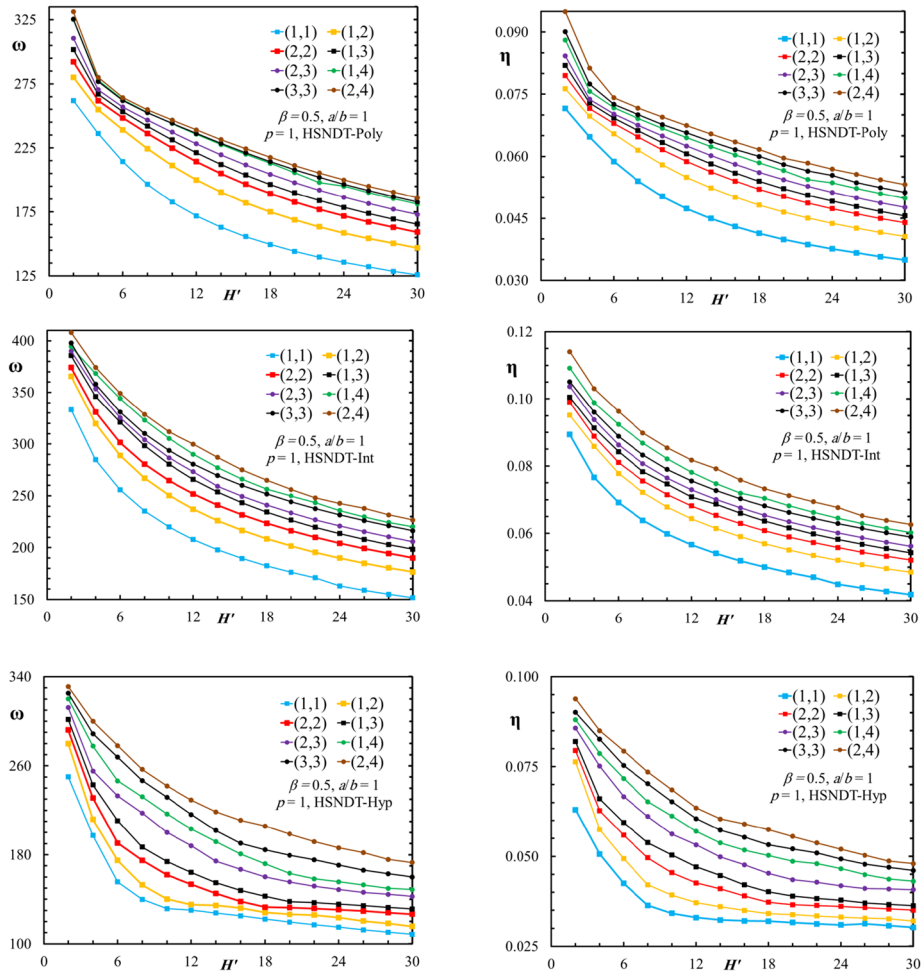 325
275
225
175
125
ω
(1,1) (1,2)
(2,2) (1,3)
(2,3) (1,4)
(3,3) (2,4)
β = 0.5, a/b = 1
p = 1, HSNDT-Poly
0 6 12 18 24 30
H′
0.090
0.075
0.060
0.045
0.030
η
(1,1) (1,2)
(2,2) (1,3)
(2,3) (1,4)
(3,3) (2,4)
β = 0.5, a/b = 1
p = 1, HSNDT-Poly
0 6 12 18 24 30
H′
400
350
300
250
200
150
ω
(1,1) (1,2)
(2,2) (1,3)
(2,3) (1,4)
(3,3) (2,4)
β = 0.5, a/b = 1
p = 1, HSNDT-Int
0 6 12 18 24 30
H′
0.12
0.10
0.08
0.06
0.04
η
(1,1) (1,2)
(2,2) (1,3)
(2,3) (1,4)
(3,3) (2,4)
β = 0.5, a/b = 1
p = 1, HSNDT-Int
0 6 12 18 24 30
H′
340
260
180
100
ω
(1,1) (1,2)
(2,2) (1,3)
(2,3) (1,4)
(3,3) (2,4)
β = 0.5, a/b = 1
p = 1, HSNDT-Hyp
0 6 12 18 24 30
H′
0.100
0.075
0.050
0.025
η
(1,1) (1,2)
(2,2) (1,3)
(2,3) (1,4)
(3,3) (2,4)
β = 0.5, a/b = 1
p = 1, HSNDT-Hyp
0 6 12 18 24 30
H′